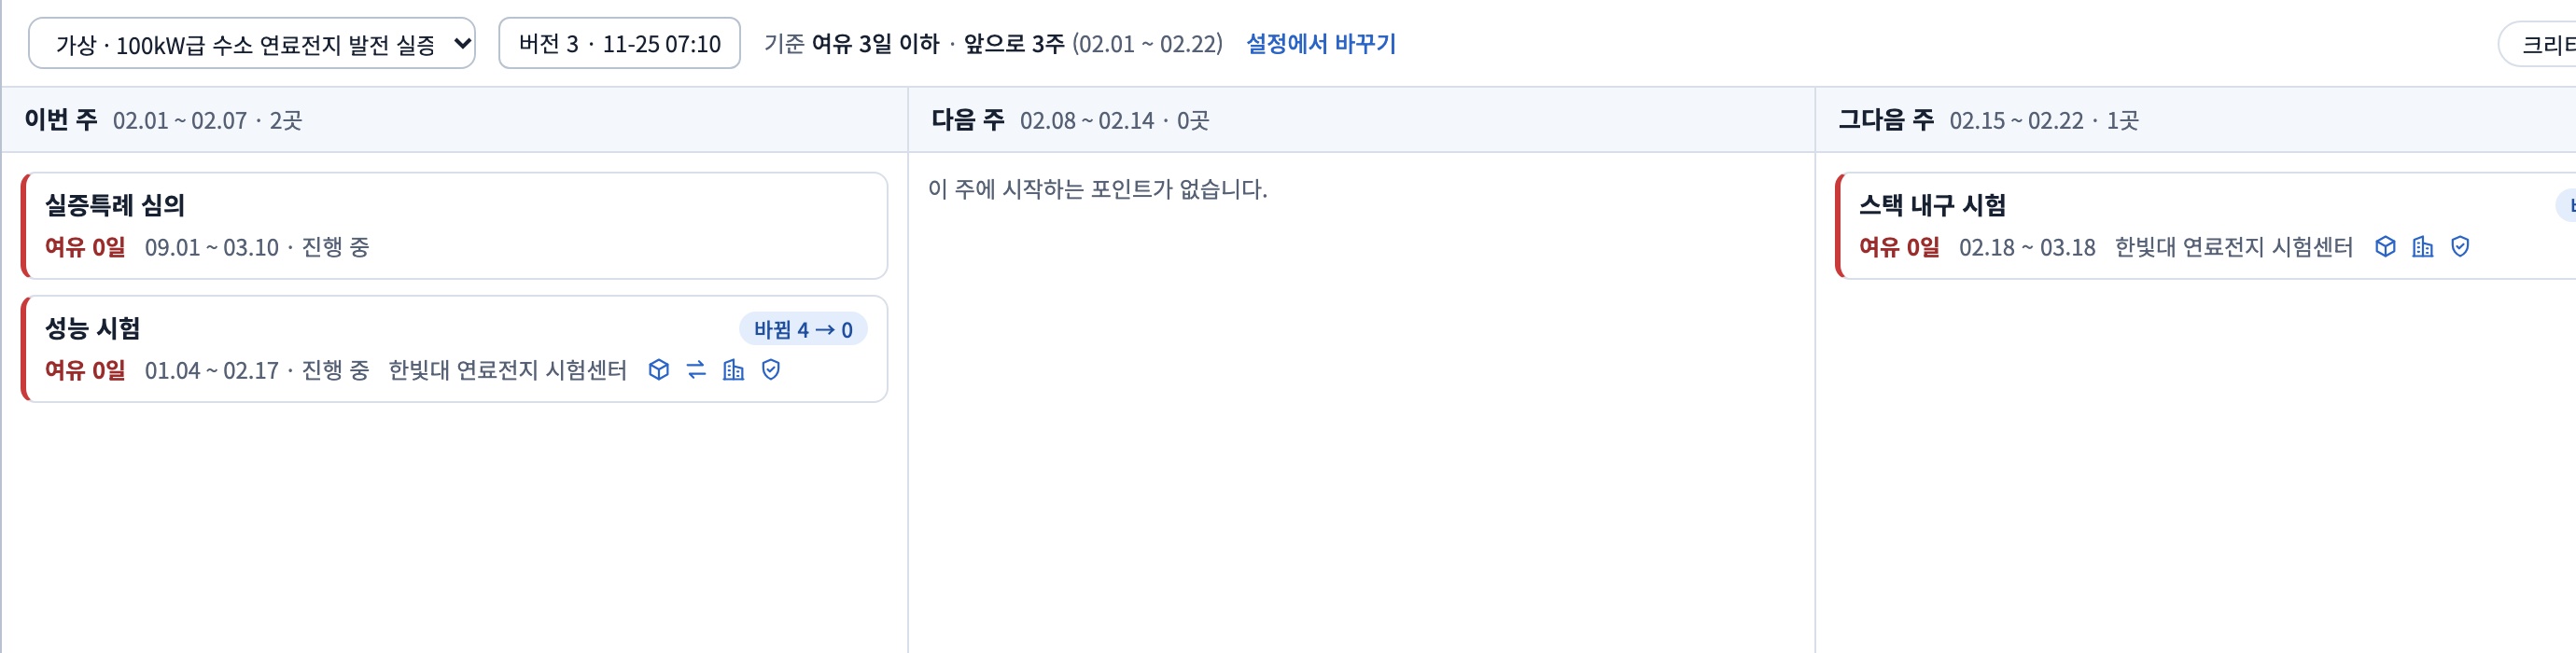 가상 · 100kW급 수소 연료전지 발전 실증
버전 3 · 11-25 07:10
기준 여유 3일 이하 · 앞으로 3주 (02.01 ~ 02.22) 설정에서 바꾸기
이번 주 02.01 ~ 02.07 · 2곳
다음 주 02.08 ~ 02.14 · 0곳
그다음 주 02.15 ~ 02.22 · 1곳
실증특례 심의
여유 0일 09.01 ~ 03.10 · 진행 중
성능 시험
바뀜 4 → 0
여유 0일 01.04 ~ 02.17 · 진행 중 한빛대 연료전지 시험센터
이 주에 시작하는 포인트가 없습니다.
스택 내구 시험
여유 0일 02.18 ~ 03.18 한빛대 연료전지 시험센터